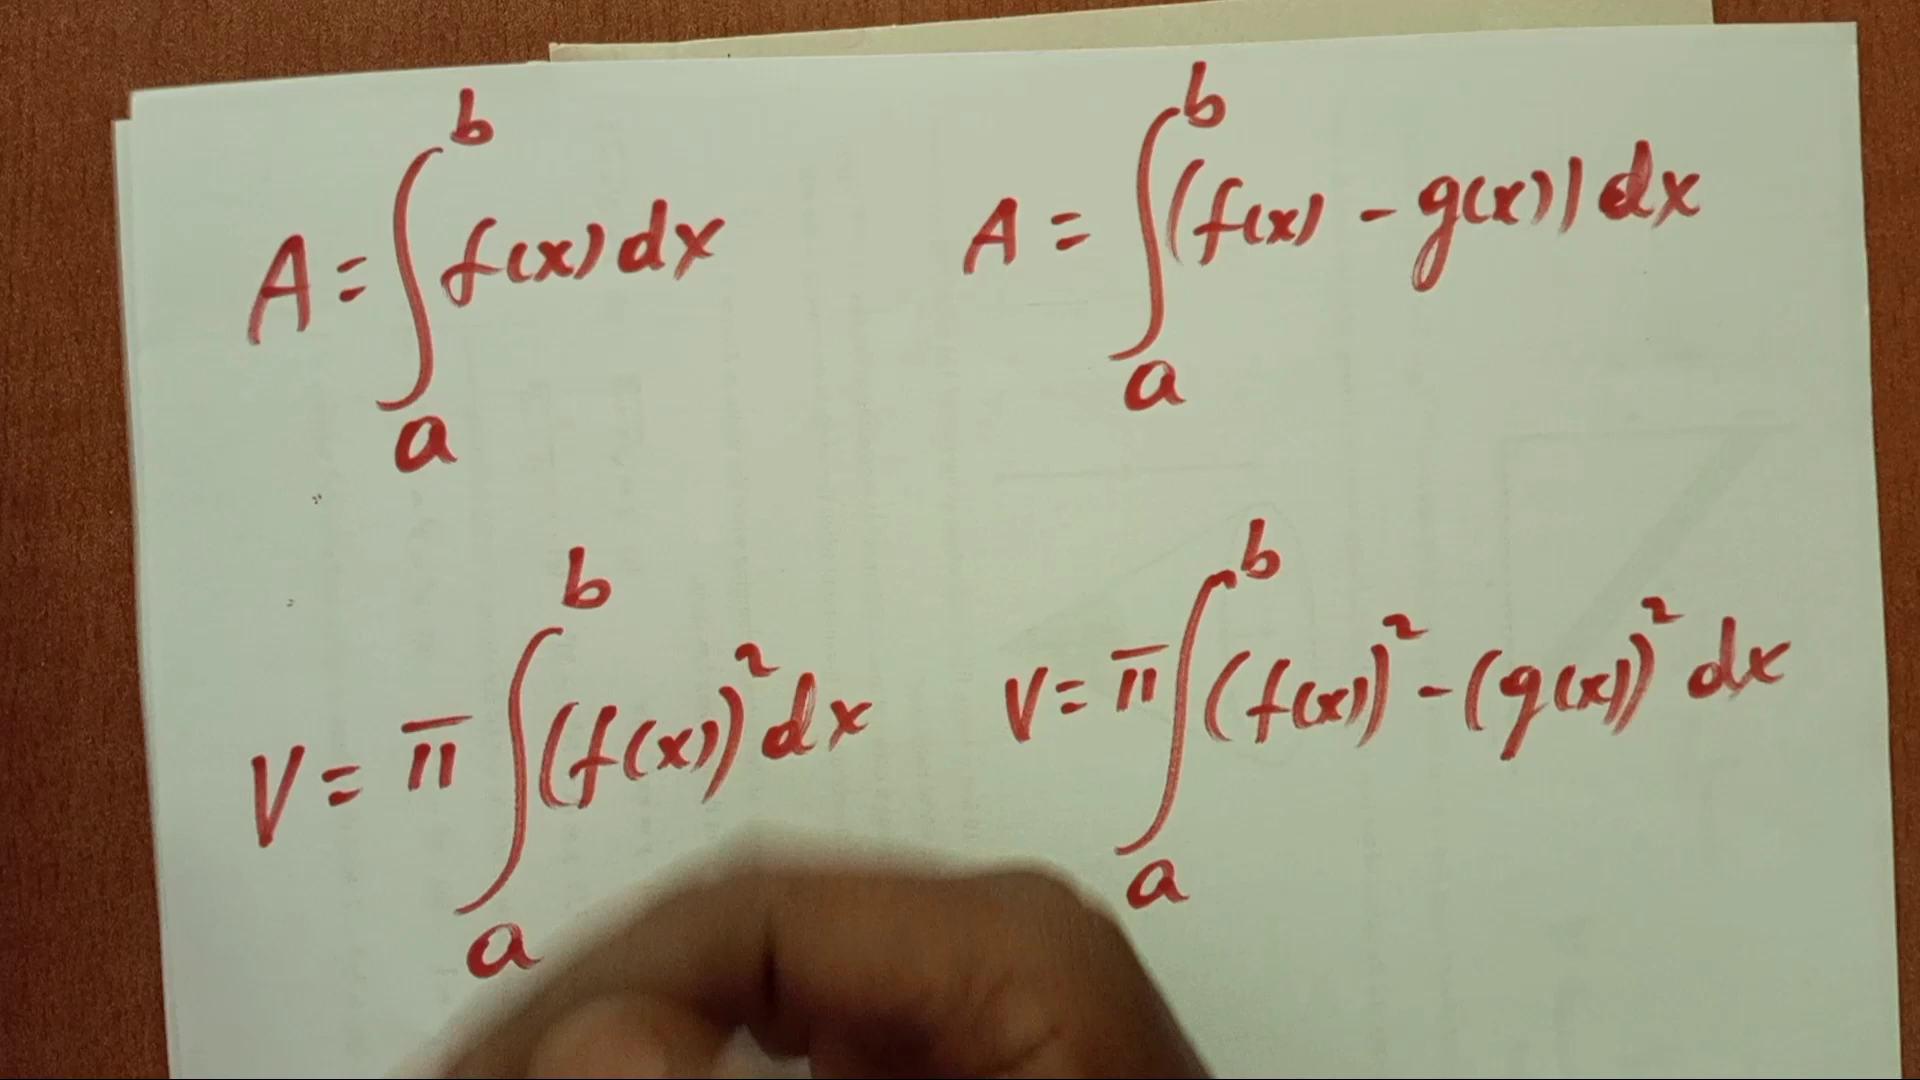 A = ∫_a^b f(x) dx
A = ∫_a^b (f(x) - g(x)) dx
V = π ∫_a^b (f(x))² dx
V = π ∫_a^b (f(x))² - (g(x))² dx